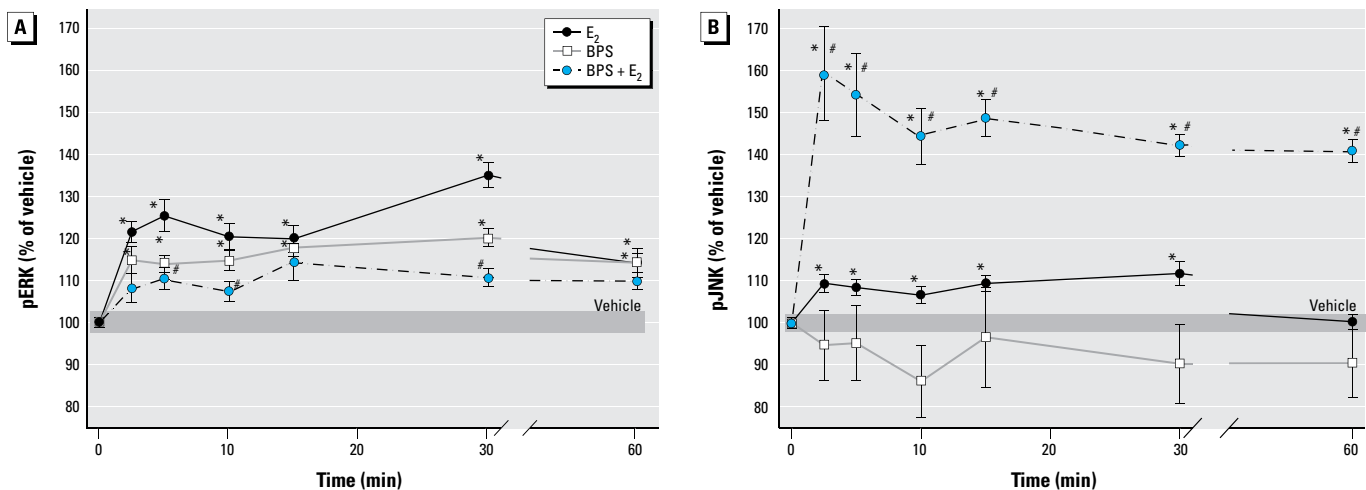 A
E₂
BPS
BPS + E₂
pERK (% of vehicle)
170
160
150
140
130
120
110
100
90
80
* * * * * * * * * * * *
# # #
Vehicle
0 10 20 30 60
Time (min)
B
pJNK (% of vehicle)
170
160
150
140
130
120
110
100
90
80
* # * # * # * # * # * #
* * * * *
Vehicle
0 10 20 30 60
Time (min)